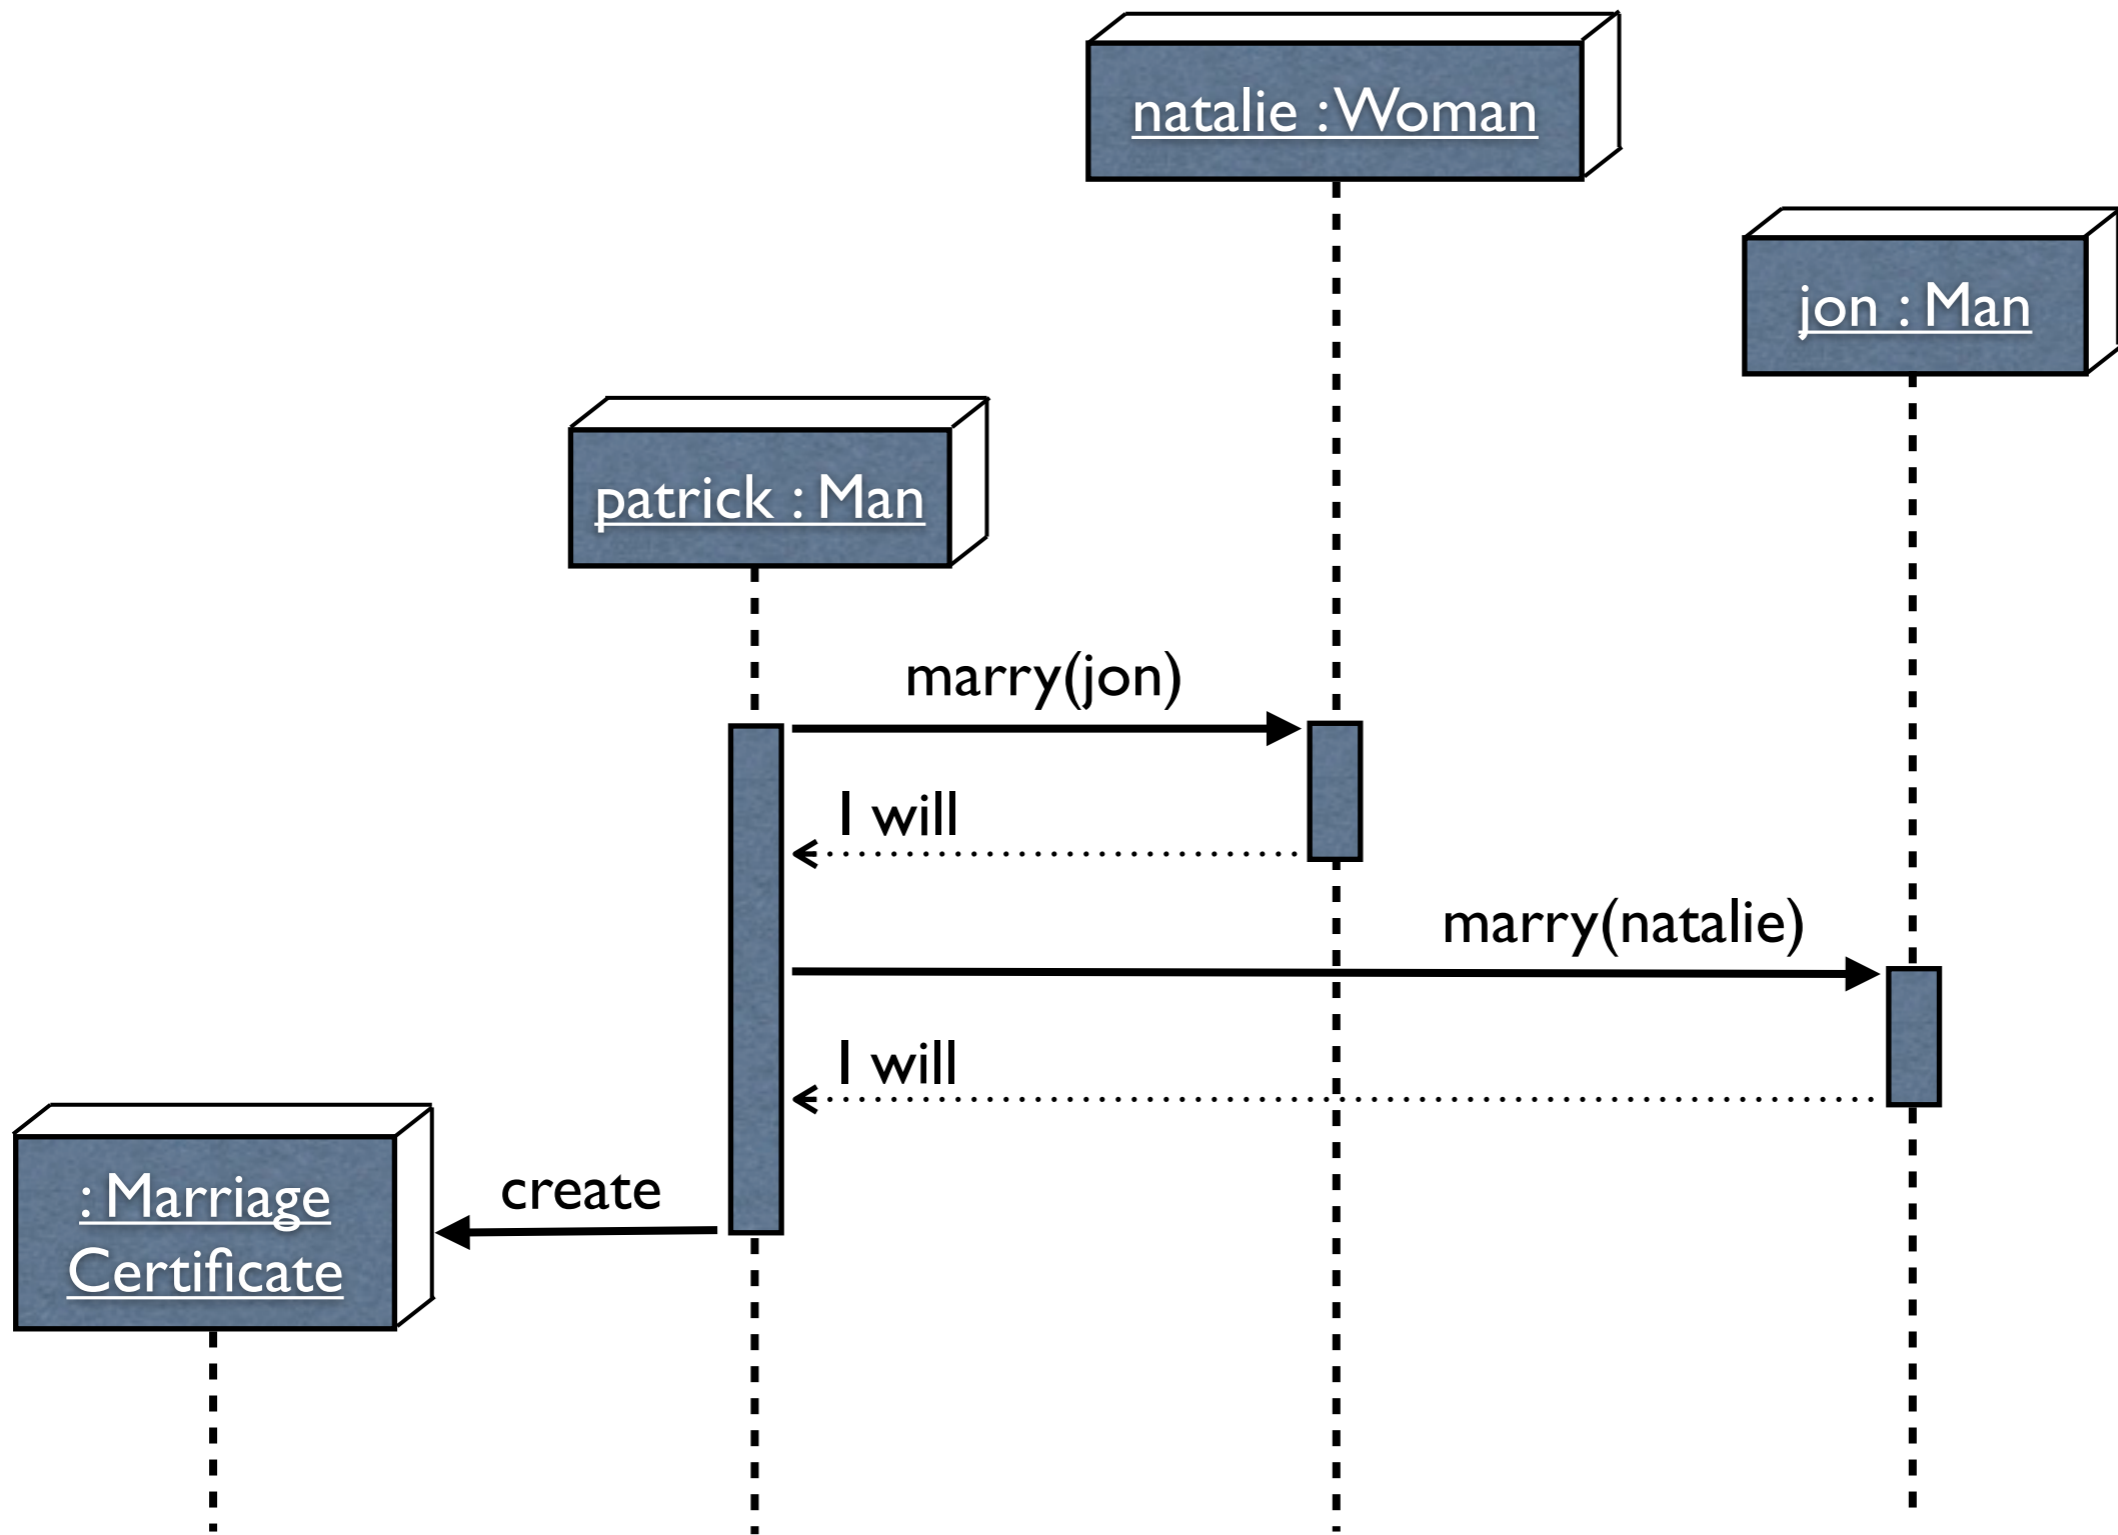 natalie : Woman
jon : Man
patrick : Man
marry(jon)
I will
marry(natalie)
I will
: Marriage
Certificate
create